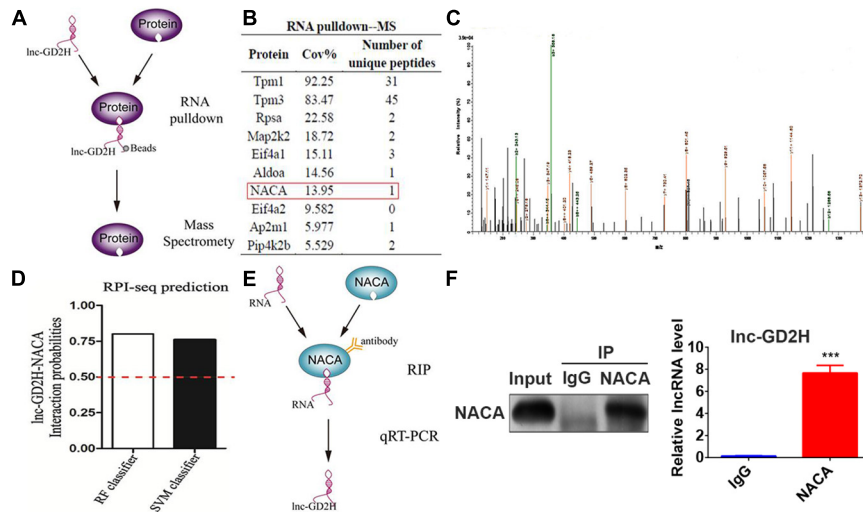 A
Protein
lnc-GD2H
Protein
RNA
pulldown
lnc-GD2H
Beads
Mass
Spectromety
Protein
B
RNA pulldown--MS
Protein Cov% Number of
unique peptides
Tpm1 92.25 31
Tpm3 83.47 45
Rpsa 22.58 2
Map2k2 18.72 2
Eif4a1 15.11 3
Aldoa 14.56 1
NACA 13.95 1
Eif4a2 9.582 0
Ap2m1 5.977 1
Pip4k2b 5.529 2
C
Relative Intensity (%)
D
RPI-seq prediction
lnc-GD2H-NACA
Interaction probabilities
1.00
0.75
0.50
0.25
0.00
RF classifier
SVM classifier
E
RNA
NACA
antibody
NACA
RIP
RNA
qRT-PCR
lnc-GD2H
F
IP
Input IgG NACA
NACA
lnc-GD2H
Relative lncRNA level
10
8
6
4
2
0
***
IgG
NACA